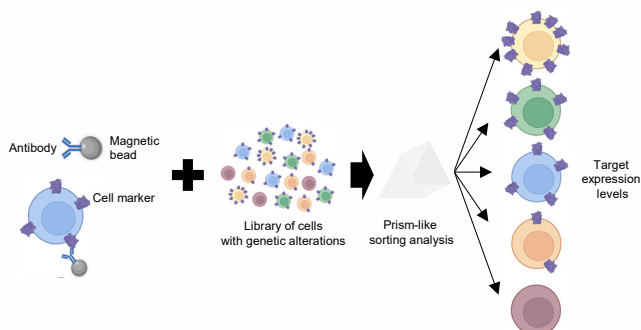 Antibody
Magnetic
bead
Cell marker
Library of cells
with genetic alterations
Prism-like
sorting analysis
Target
expression
levels